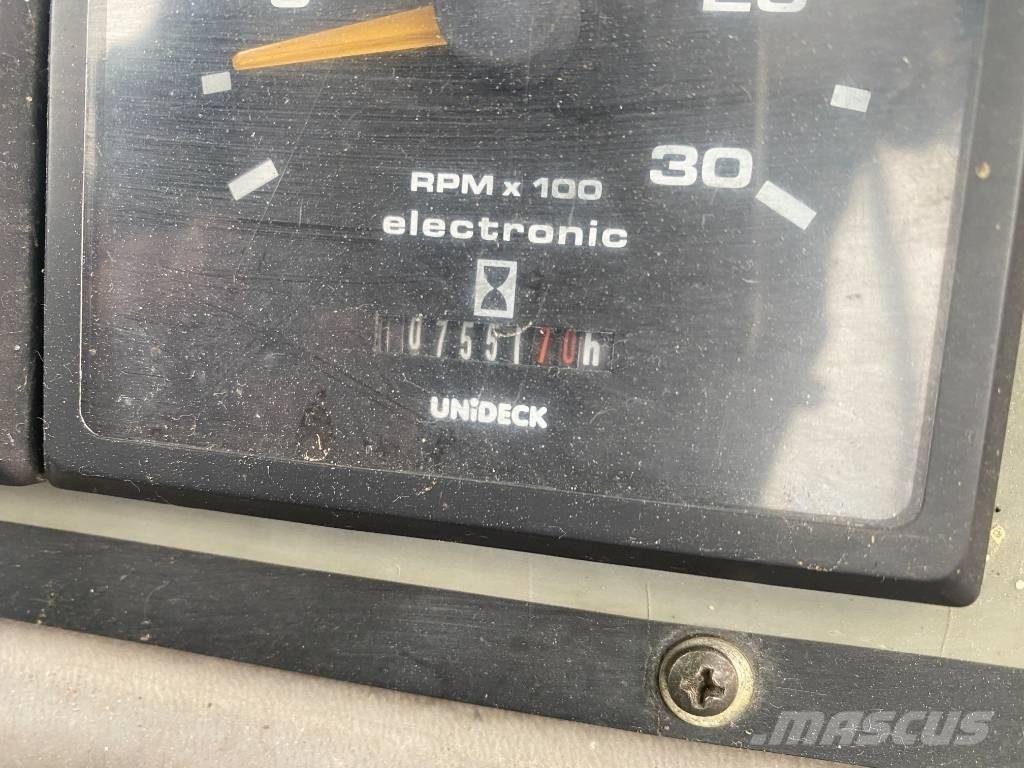 RPM x 100
30
electronic
0755170h
UNiDECK
MASCUS